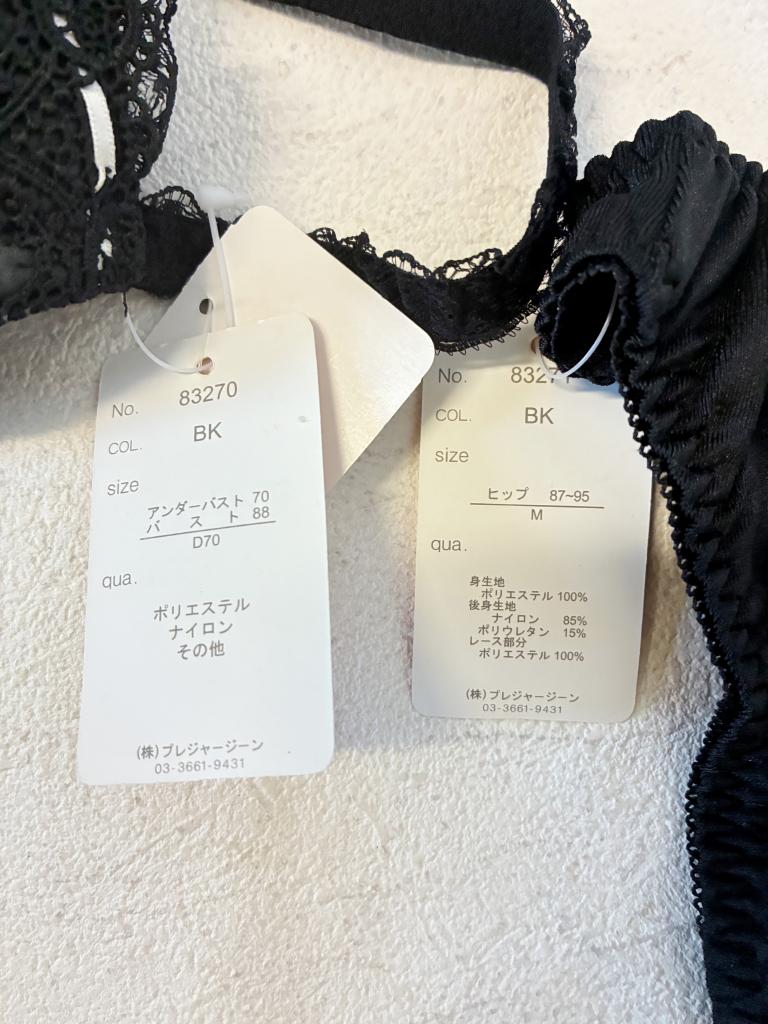 No. 83270
COL. BK
size
アンダーバスト 70
バスト 88
D70
qua.
ポリエステル
ナイロン
その他
(株)プレジャージーン
03-3661-9431
No.
COL. BK
size
ヒップ 87~95
M
qua.
身生地
ポリエステル 100%
後身生地
ナイロン 85%
ポリウレタン 15%
レース部分
ポリエステル 100%
(株)プレジャージーン
03-3661-9431